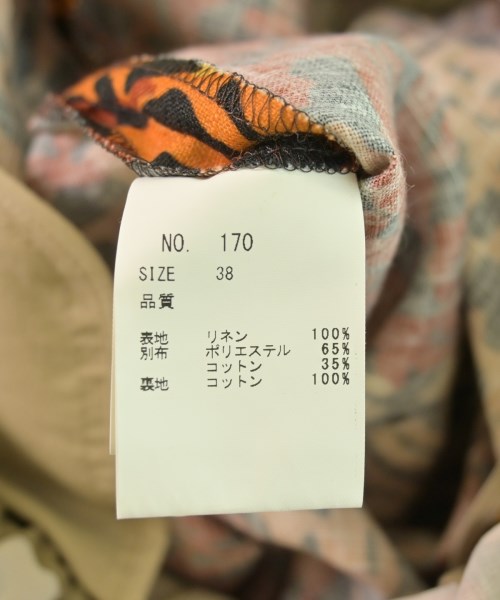 NO. 170
SIZE 38
品質
表地 リネン 100%
別布 ポリエステル 65%
コットン 35%
裏地 コットン 100%